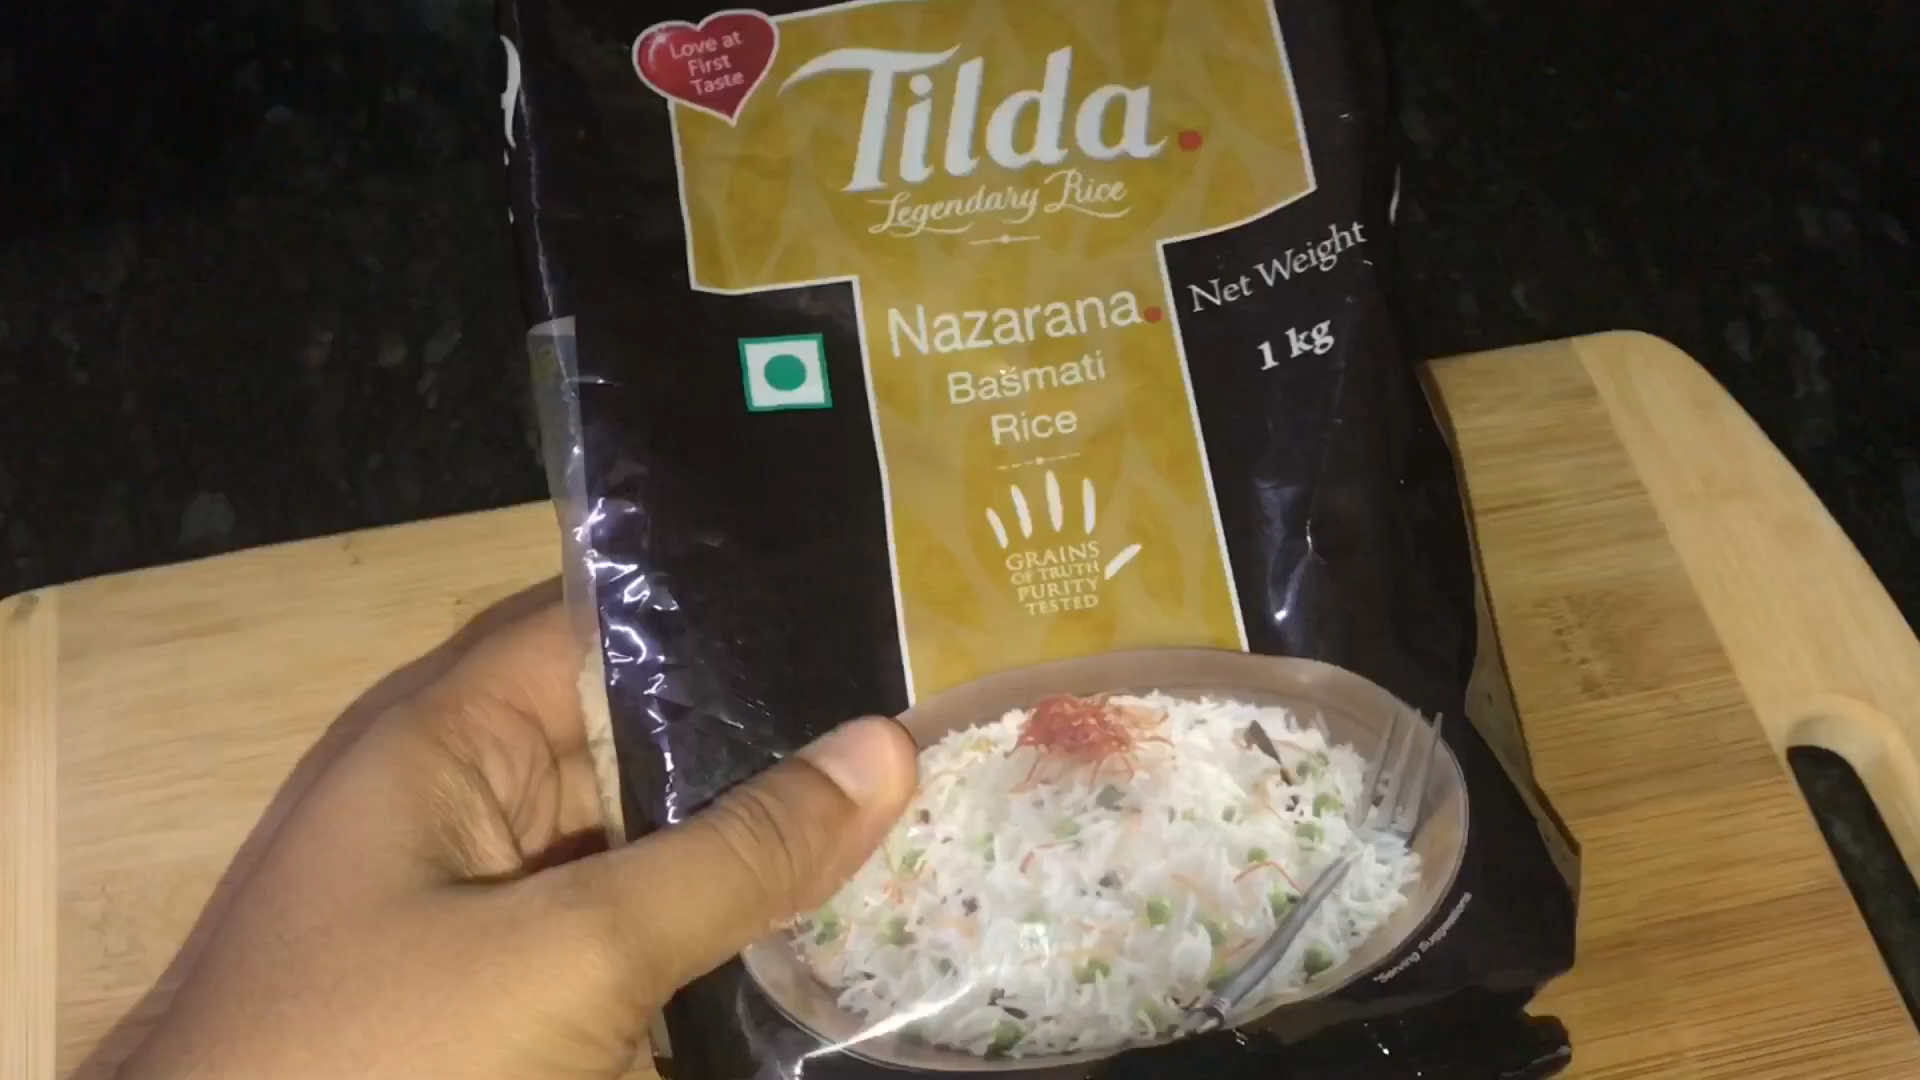 Love at
First
Taste
Tilda
Legendary Rice
Net Weight
1 kg
Nazarana
Bašmati
Rice
GRAINS
OF TRUTH
PURITY
TESTED
*Serving Suggestions